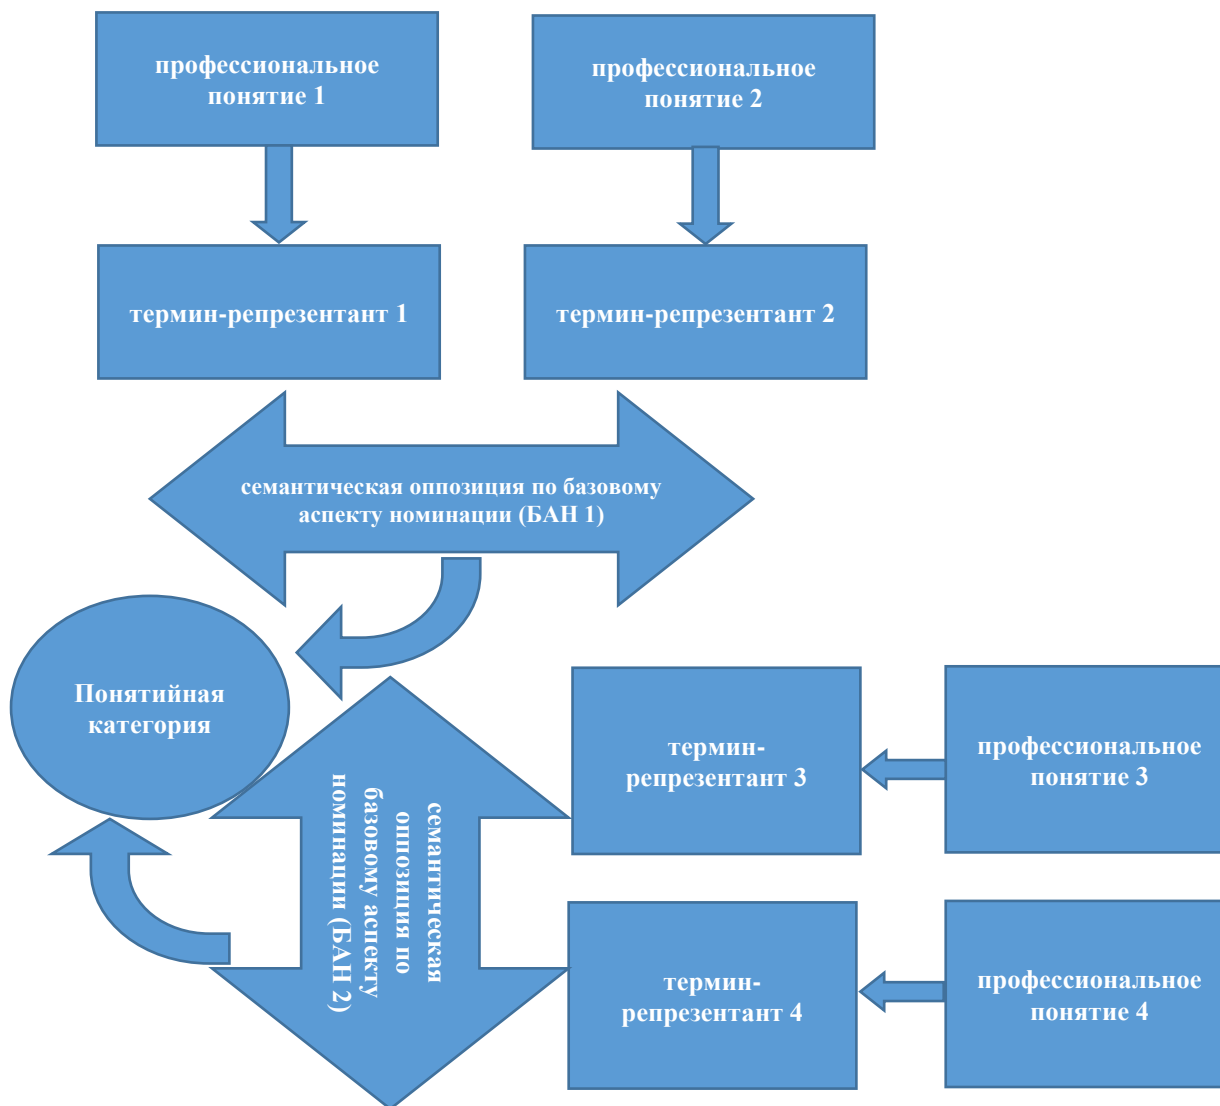 профессиональное
понятие 1
профессиональное
понятие 2
термин-репрезентант 1
термин-репрезентант 2
семантическая оппозиция по базовому
аспекту номинации (БАН 1)
Понятийная
категория
семантическая
оппозиция по
базовому аспекту
номинации (БАН 2)
термин-
репрезентант 3
профессиональное
понятие 3
термин-
репрезентант 4
профессиональное
понятие 4